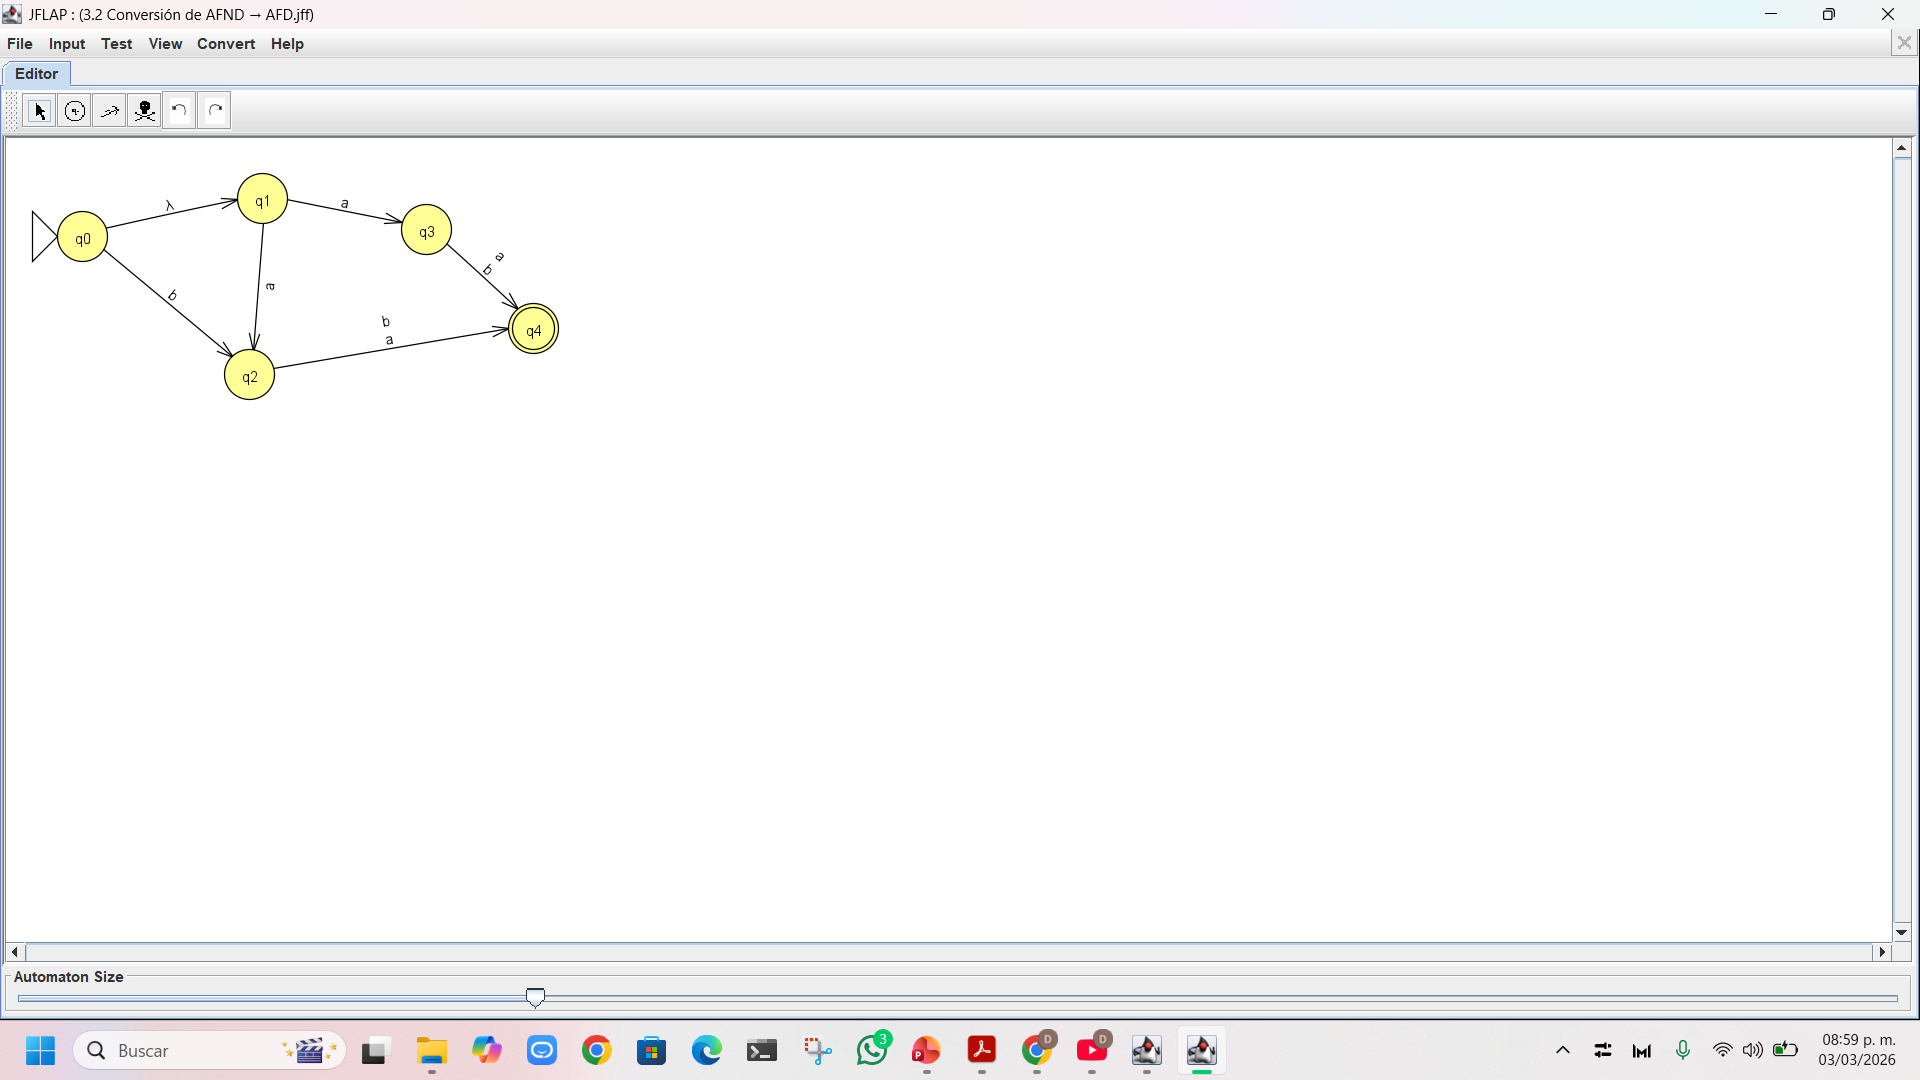 JFLAP : (3.2 Conversión de AFND → AFD.jff)
File Input Test View Convert Help
Editor
λ
q1
a
q3
q0
a
b
a
b
b
a
q4
q2
Automaton Size
Buscar
3
D
D
08:59 p. m.
03/03/2026